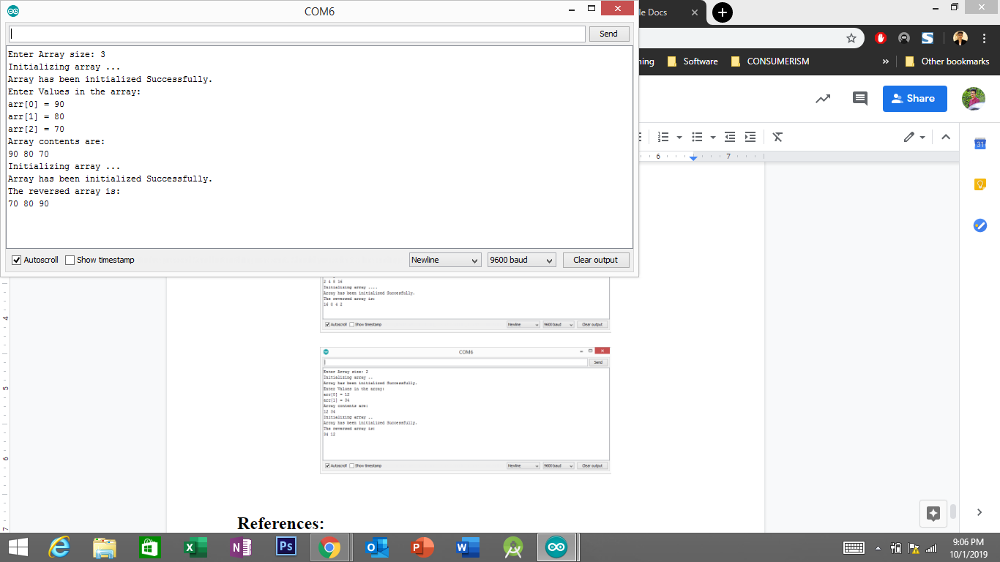 COM6
Send
Enter Array size: 3
Initializing array ...
Array has been initialized Successfully.
Enter Values in the array:
arr[0] = 90
arr[1] = 80
arr[2] = 70
Array contents are:
90 80 70
Initializing array ...
Array has been initialized Successfully.
The reversed array is:
70 80 90
Autoscroll Show timestamp Newline 9600 baud Clear output
le Docs
ning Software CONSUMERISM » Other bookmarks
Share
6 7
31
2 4 8 16
Initializing array ....
Array has been initialized Successfully.
The reversed array is:
16 8 4 2
Autoscroll Show timestamp Newline 9600 baud Clear output
COM6
Send
Enter Array size: 2
Initializing array ..
Array has been initialized Successfully.
Enter Values in the array:
arr[0] = 12
arr[1] = 34
Array contents are:
12 34
Initializing array ..
Array has been initialized Successfully.
The reversed array is:
34 12
Autoscroll Show timestamp Newline 9600 baud Clear output
4
5
6
7
References:
9:06 PM
10/1/2019